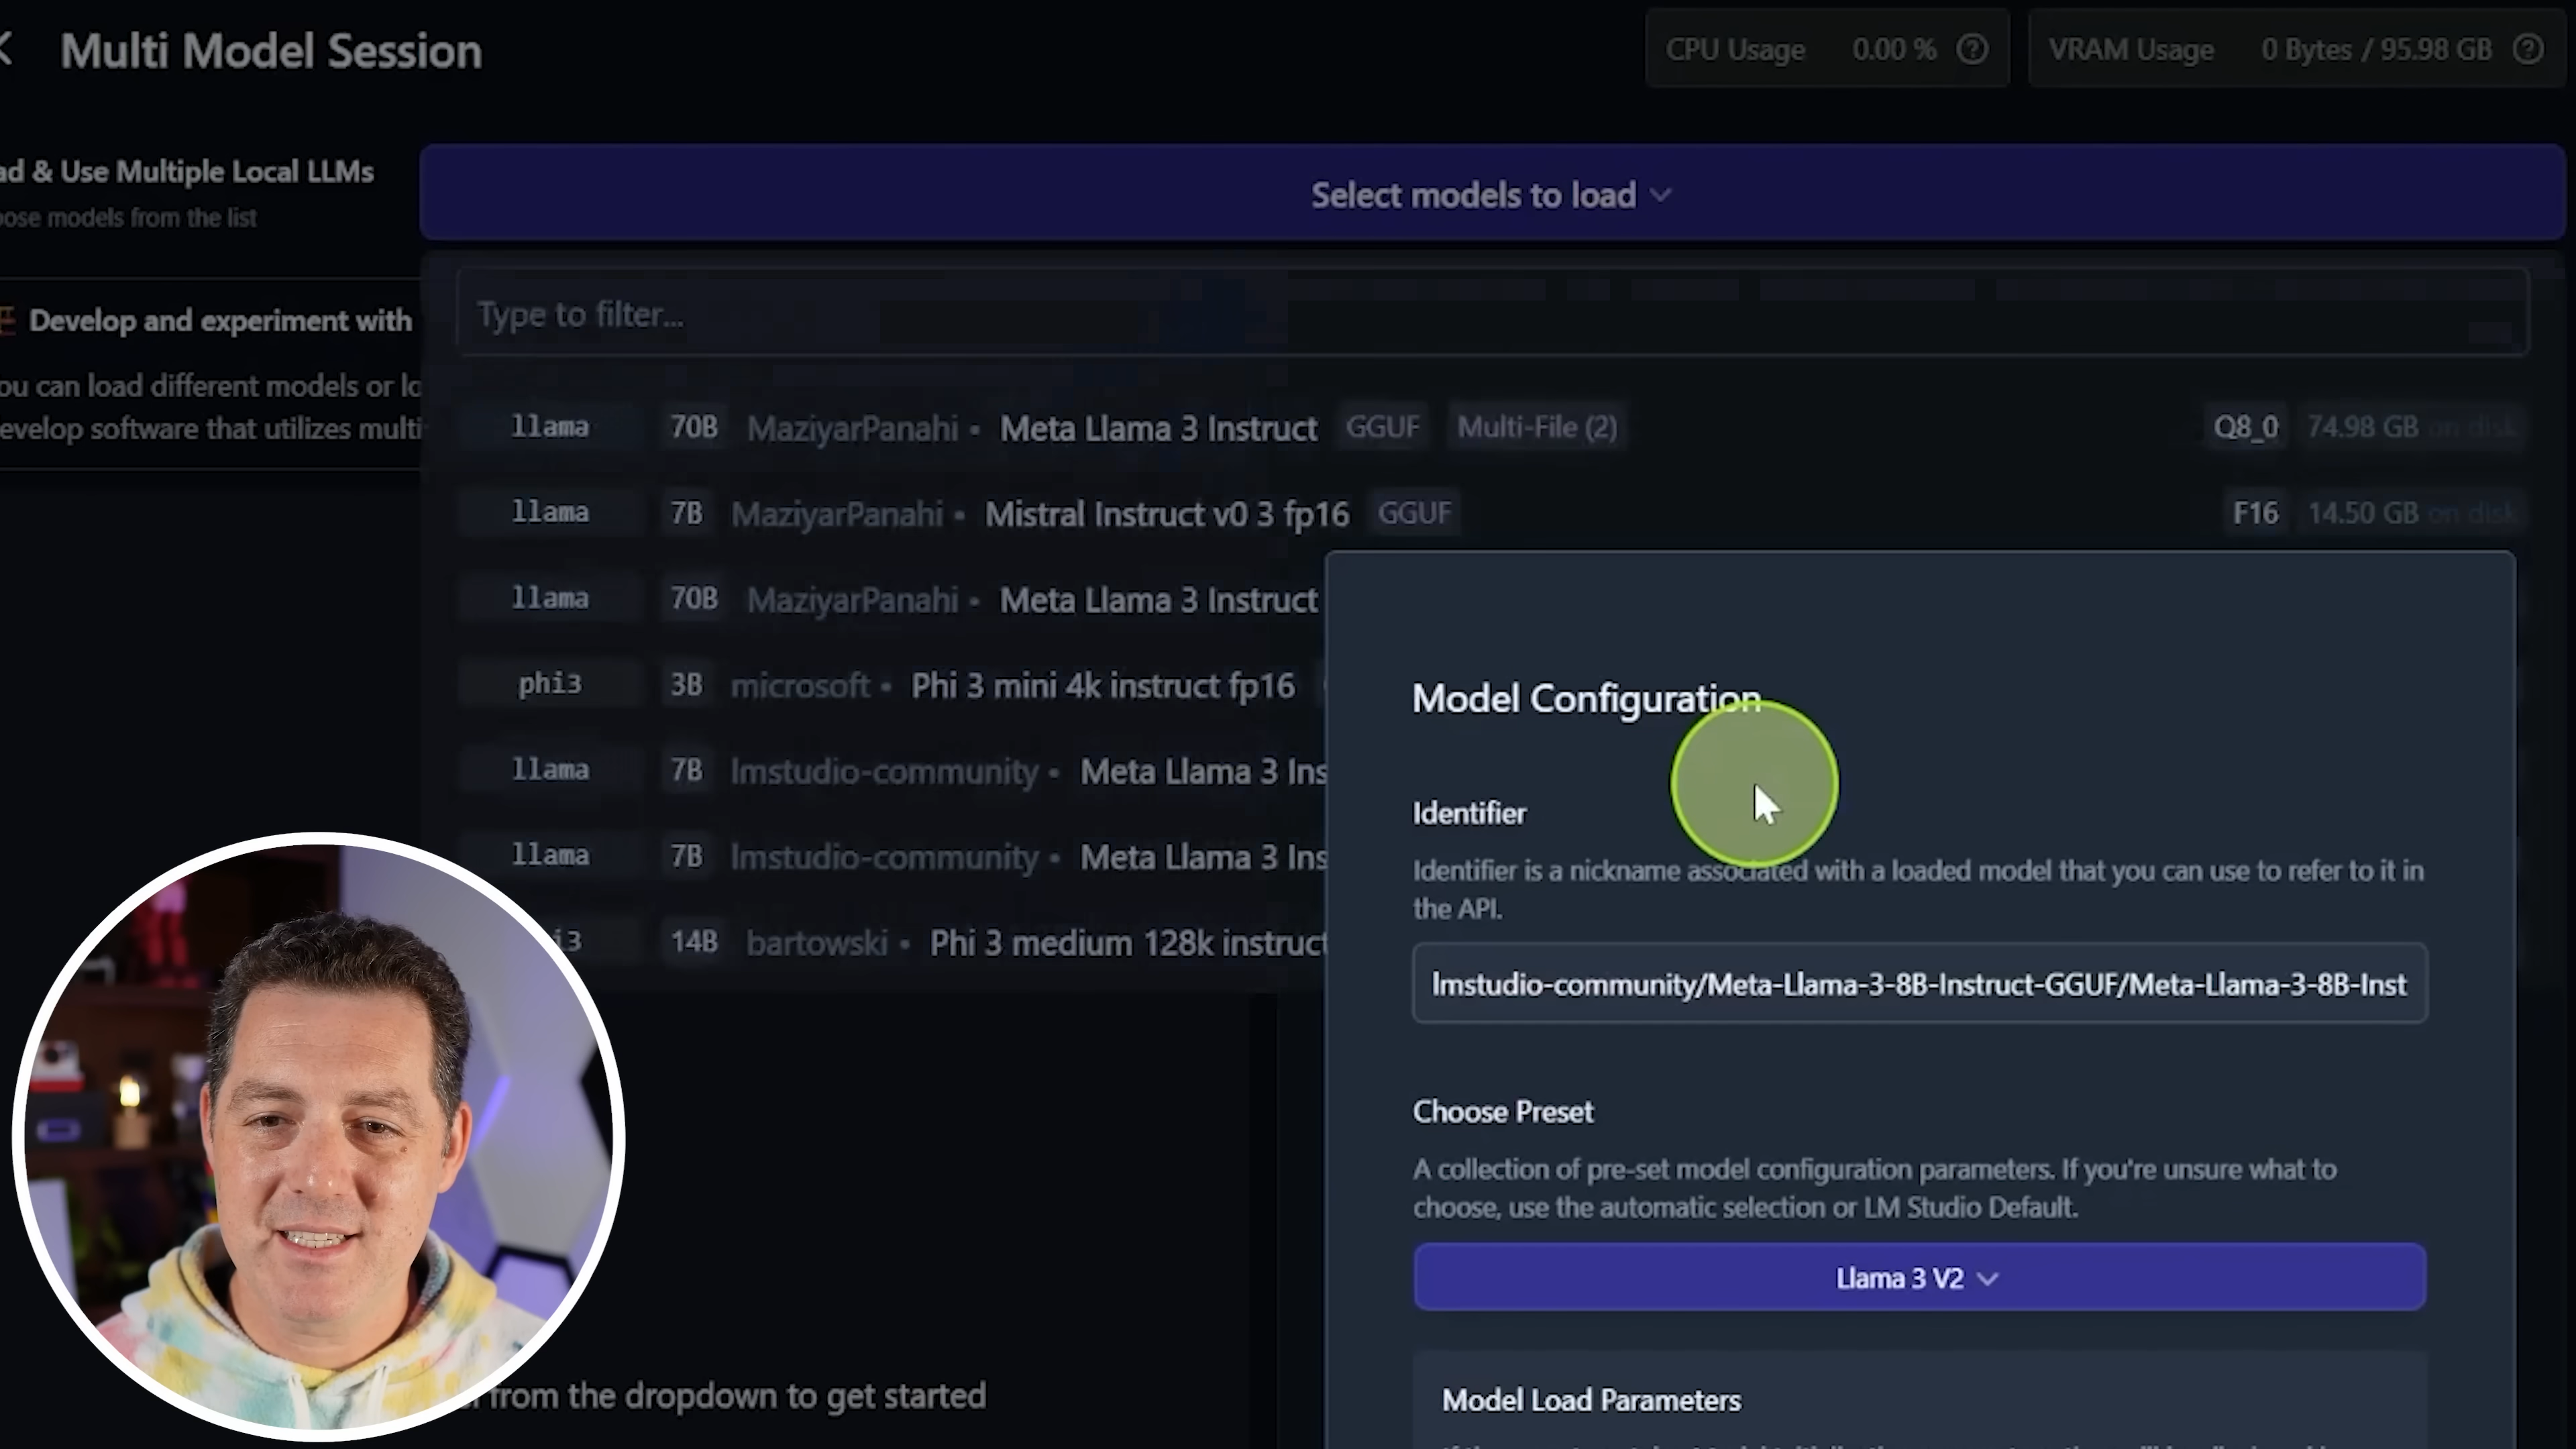 Multi Model Session
CPU Usage 0.00 %
VRAM Usage 0 Bytes / 95.98 GB
& Use Multiple Local LLMs
models from the list
Select models to load
Develop and experiment with
can load different models or
software that utilizes
Type to filter...
llama 70B MaziyarPanahi • Meta Llama 3 Instruct GGUF Multi-File (2) Q8_0 74.98 GB on disk
llama 7B MaziyarPanahi • Mistral Instruct v0 3 fp16 GGUF F16 14.50 GB on disk
llama 70B MaziyarPanahi • Meta Llama 3 Instruct
phi3 3B microsoft • Phi 3 mini 4k instruct fp16
llama 7B lmstudio-community • Meta Llama 3 Ins
llama 7B lmstudio-community • Meta Llama 3 Ins
14B bartowski • Phi 3 medium 128k instruct
from the dropdown to get started
Model Configuration
Identifier
Identifier is a nickname associated with a loaded model that you can use to refer to it in
the API.
lmstudio-community/Meta-Llama-3-8B-Instruct-GGUF/Meta-Llama-3-8B-Inst
Choose Preset
A collection of pre-set model configuration parameters. If you're unsure what to
choose, use the automatic selection or LM Studio Default.
Llama 3 V2
Model Load Parameters